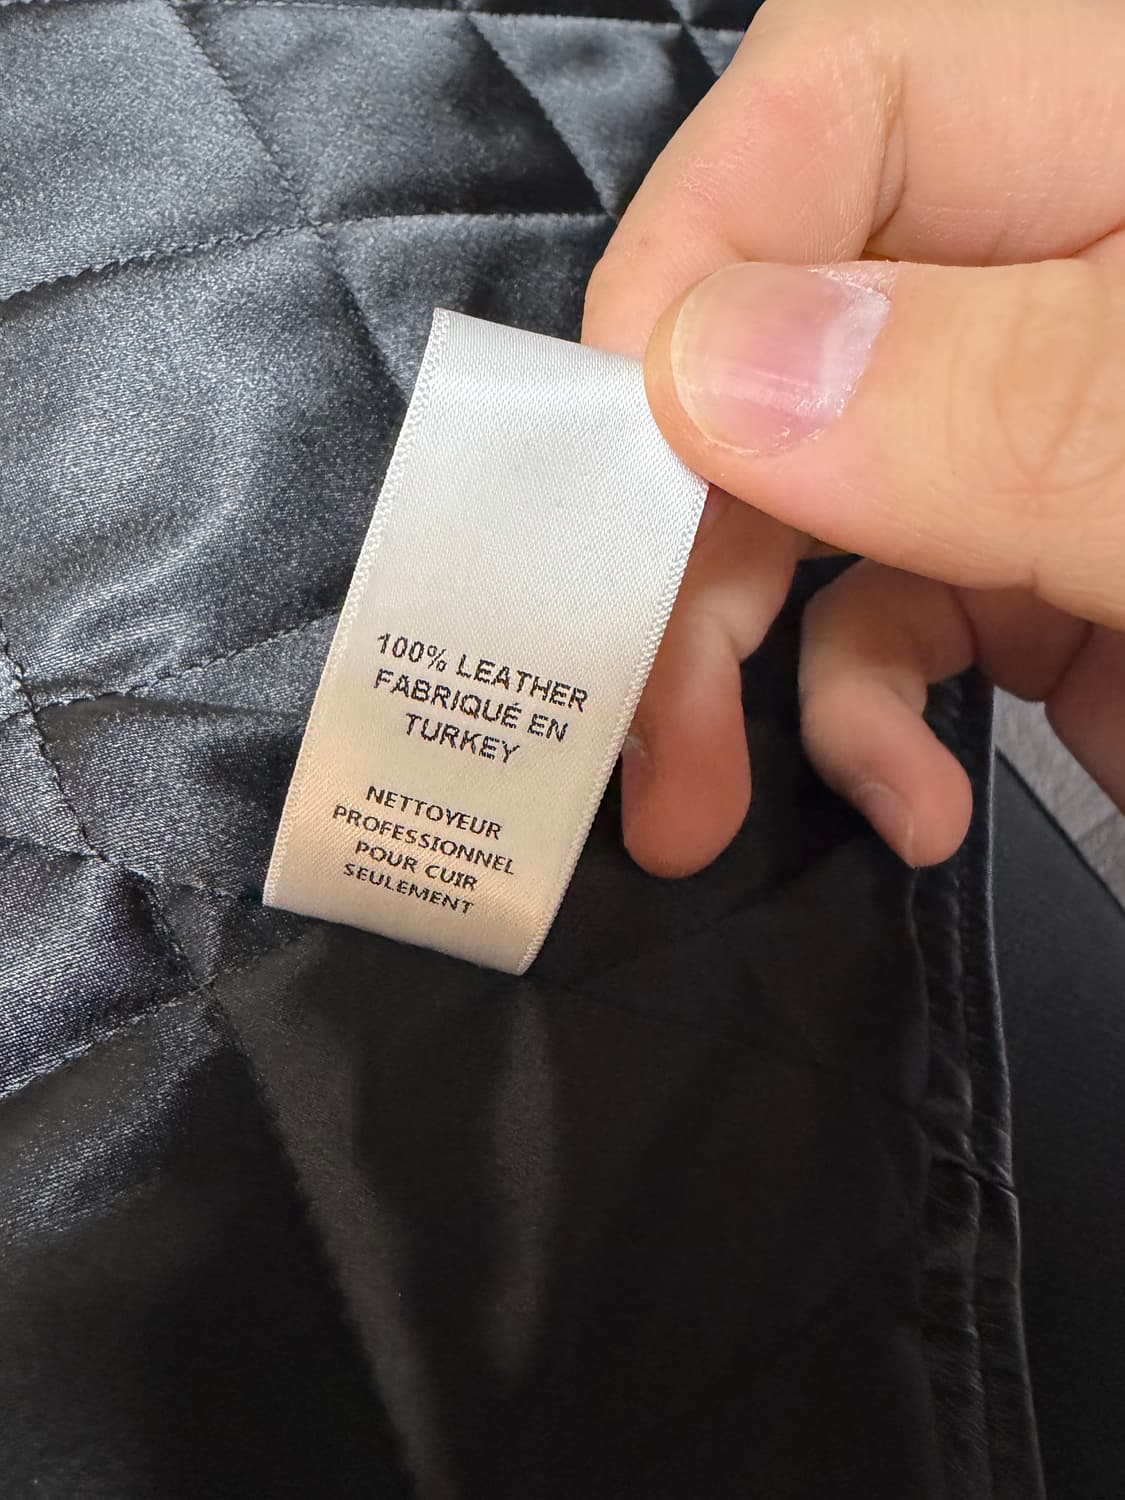 100% LEATHER
FABRIQUÉ EN
TURKEY
NETTOYEUR
PROFESSIONNEL
POUR CUIR
SEULEMENT